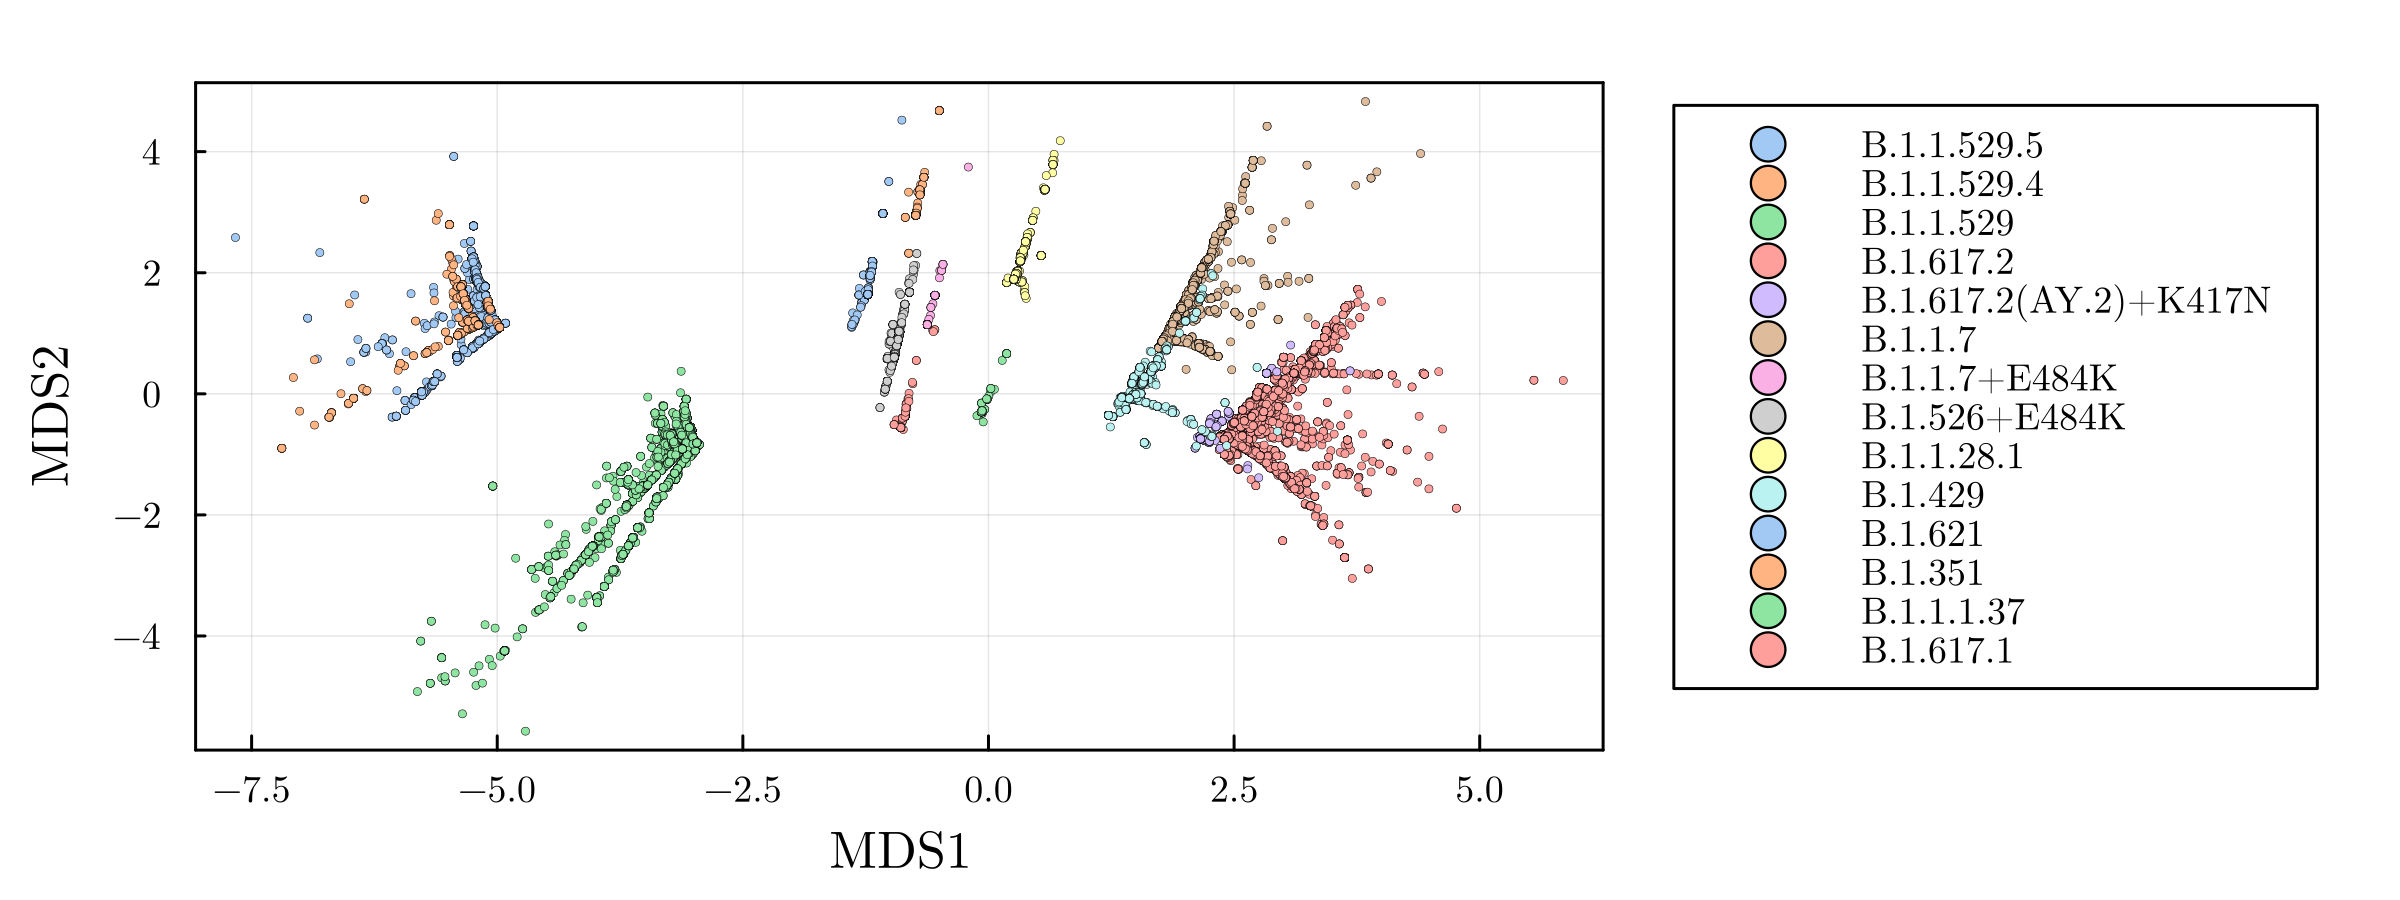 4
2
0
−2
−4
MDS2
−7.5 −5.0 −2.5 0.0 2.5 5.0
MDS1
B.1.1.529.5
B.1.1.529.4
B.1.1.529
B.1.617.2
B.1.617.2(AY.2)+K417N
B.1.1.7
B.1.1.7+E484K
B.1.526+E484K
B.1.1.28.1
B.1.429
B.1.621
B.1.351
B.1.1.1.37
B.1.617.1